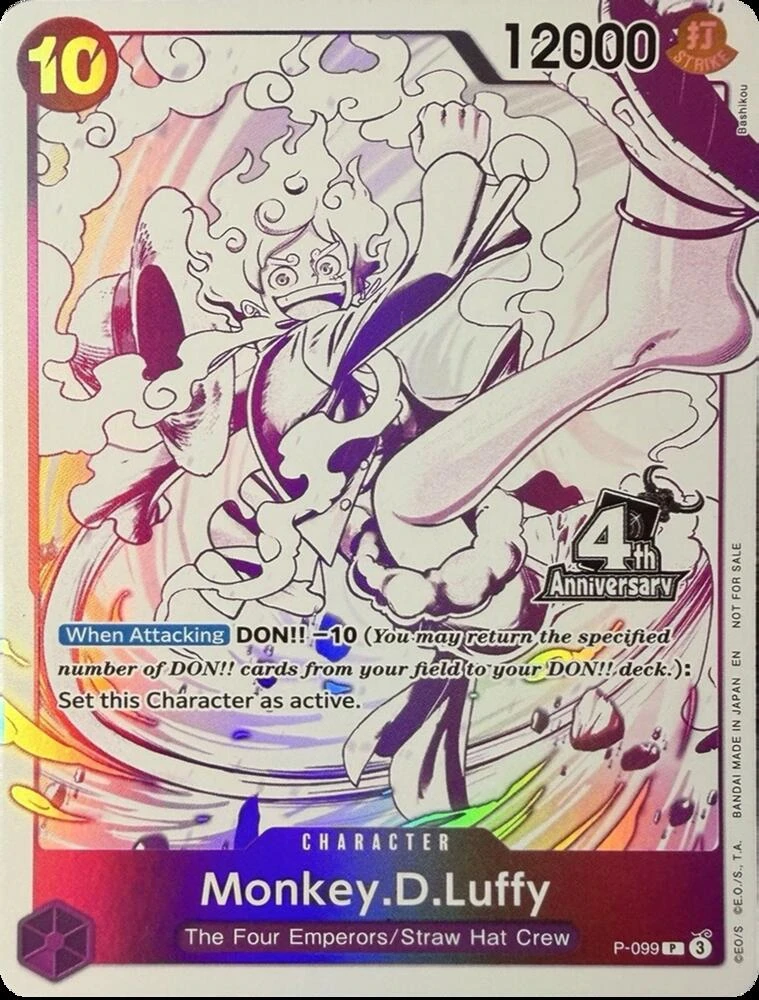 10
12000
打
STRIKE
Bashikou
4th
Anniversary
When Attacking DON!! −10 (You may return the specified
number of DON!! cards from your field to your DON!! deck.):
Set this Character as active.
CHARACTER
Monkey.D.Luffy
The Four Emperors/Straw Hat Crew
P-099 P 3
©E.O/S ©E.O./S., T.A. BANDAI MADE IN JAPAN EN NOT FOR SALE